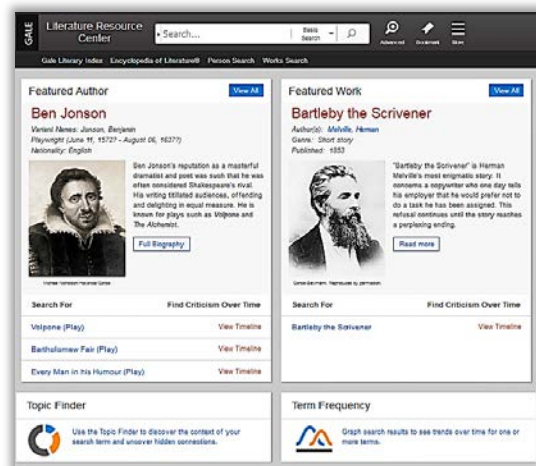 GALE
Literature Resource
Center
Search...
Basic
Search
Advanced
Bookmark
More
Gale Literary Index Encyclopedia of Literature® Person Search Works Search
Featured Author
View All
Ben Jonson
Variant Names: Jonson, Benjamin
Playwright (June 11, 1572? - August 06, 1637?)
Nationality: English
Ben Jonson's reputation as a masterful
dramatist and poet was such that he was
often considered Shakespeare's rival.
His writing titillated audiences, offending
and delighting in equal measure. He is
known for plays such as Volpone and
The Alchemist.
Full Biography
Search For
Find Criticism Over Time
Volpone (Play)
View Timeline
Bartholomew Fair (Play)
View Timeline
Every Man in his Humour (Play)
View Timeline
Featured Work
View All
Bartleby the Scrivener
Author(s): Melville, Herman
Genre: Short story
Published: 1853
"Bartleby the Scrivener" is Herman
Melville's most enigmatic story. It
concerns a copywriter who one day tells
his employer that he would prefer not to
do a task he has been assigned. This
refusal continues until the story reaches
a perplexing ending.
Read more
Corbis-Bettmann. Reproduced by permission.
Search For
Find Criticism Over Time
Bartleby the Scrivener
View Timeline
Topic Finder
Use the Topic Finder to discover the context of your
search term and uncover hidden connections.
Term Frequency
Graph search results to see trends over time for one or
more terms.